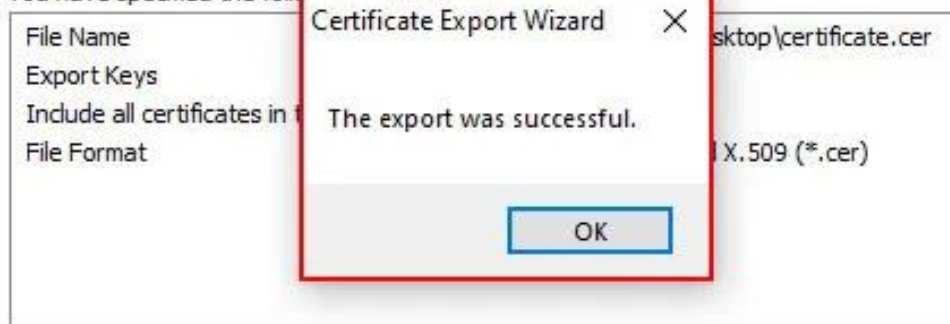 Certificate Export Wizard
File Name sktop\certificate.cer
Export Keys
Include all certificates in
The export was successful.
File Format X.509 (*.cer)
OK